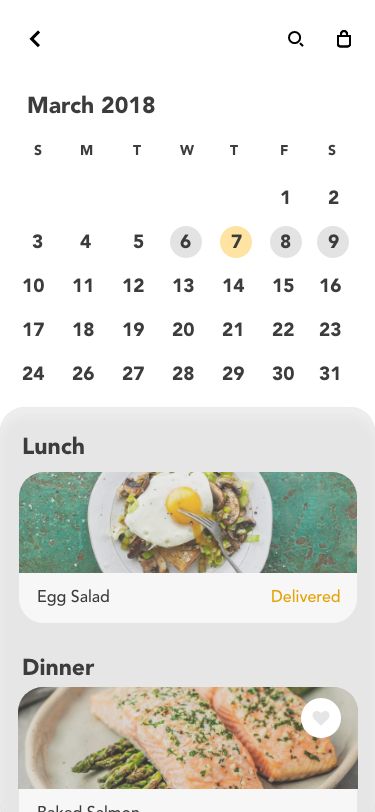 March 2018
S M T W T F S
1 2
3 4 5 6 7 8 9
10 11 12 13 14 15 16
17 18 19 20 21 22 23
24 26 27 28 29 30 31
Lunch
Egg Salad Delivered
Dinner
Baked Salmon